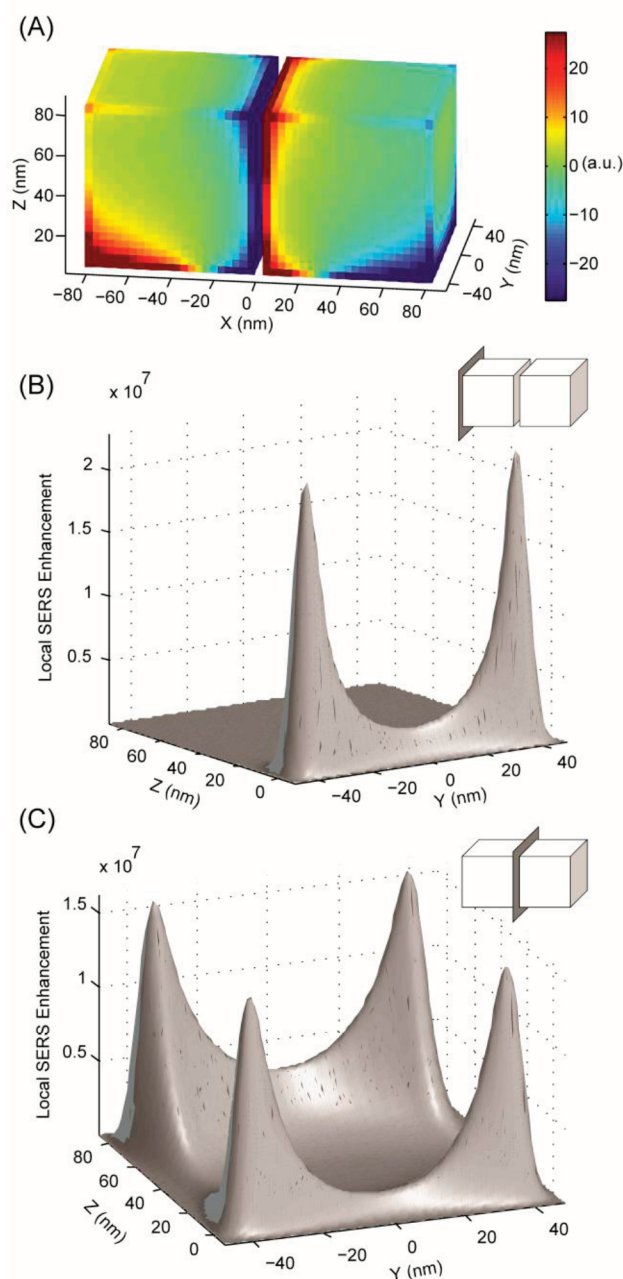 (A)
80
60
40
20
Z (nm)
−80 −60 −40 −20 0 20 40 60 80
X (nm)
40
0
−40
Y (nm)
20
10
0 (a.u.)
−10
−20
(B)
x 10^7
2
1.5
1
0.5
Local SERS Enhancement
80 60 40 20 0
Z (nm)
−40 −20 0 20 40
Y (nm)
(C)
x 10^7
1.5
1
0.5
Local SERS Enhancement
80 60 40 20 0
Z (nm)
−40 −20 0 20 40
Y (nm)